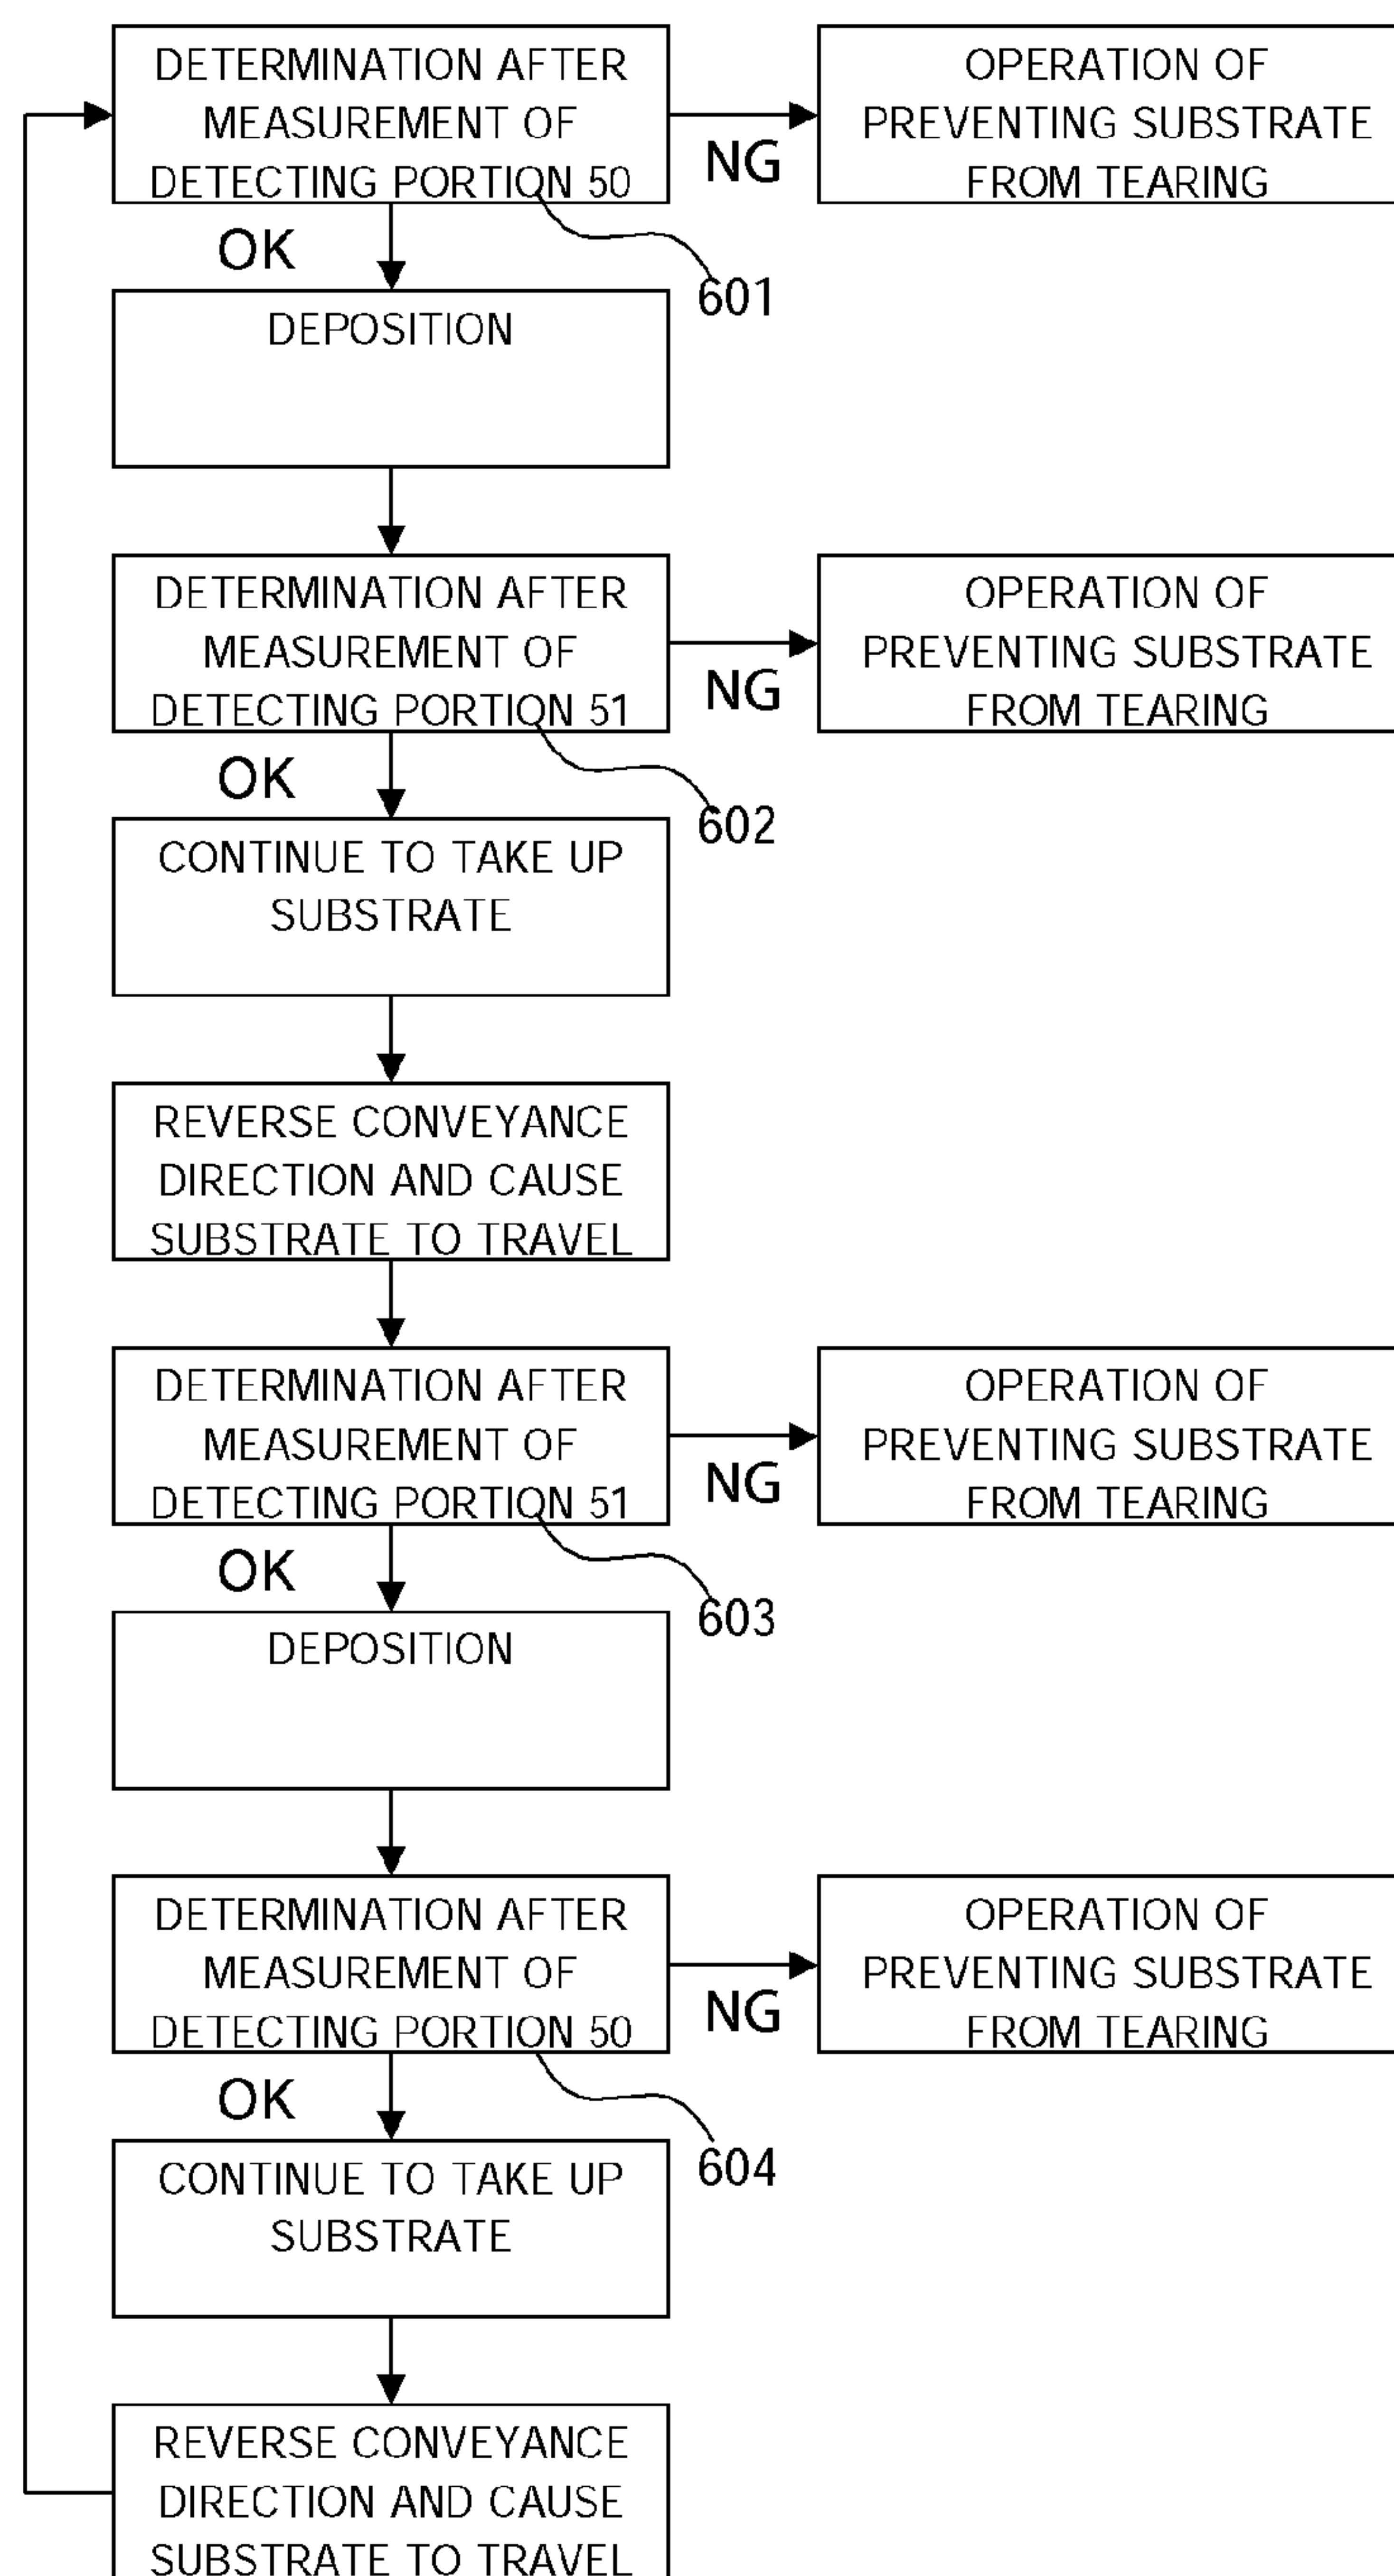 DETERMINATION AFTER
MEASUREMENT OF
DETECTING PORTION 50
NG
OPERATION OF
PREVENTING SUBSTRATE
FROM TEARING
OK
601
DEPOSITION
DETERMINATION AFTER
MEASUREMENT OF
DETECTING PORTION 51
NG
OPERATION OF
PREVENTING SUBSTRATE
FROM TEARING
OK
602
CONTINUE TO TAKE UP
SUBSTRATE
REVERSE CONVEYANCE
DIRECTION AND CAUSE
SUBSTRATE TO TRAVEL
DETERMINATION AFTER
MEASUREMENT OF
DETECTING PORTION 51
NG
OPERATION OF
PREVENTING SUBSTRATE
FROM TEARING
OK
603
DEPOSITION
DETERMINATION AFTER
MEASUREMENT OF
DETECTING PORTION 50
NG
OPERATION OF
PREVENTING SUBSTRATE
FROM TEARING
OK
604
CONTINUE TO TAKE UP
SUBSTRATE
REVERSE CONVEYANCE
DIRECTION AND CAUSE
SUBSTRATE TO TRAVEL